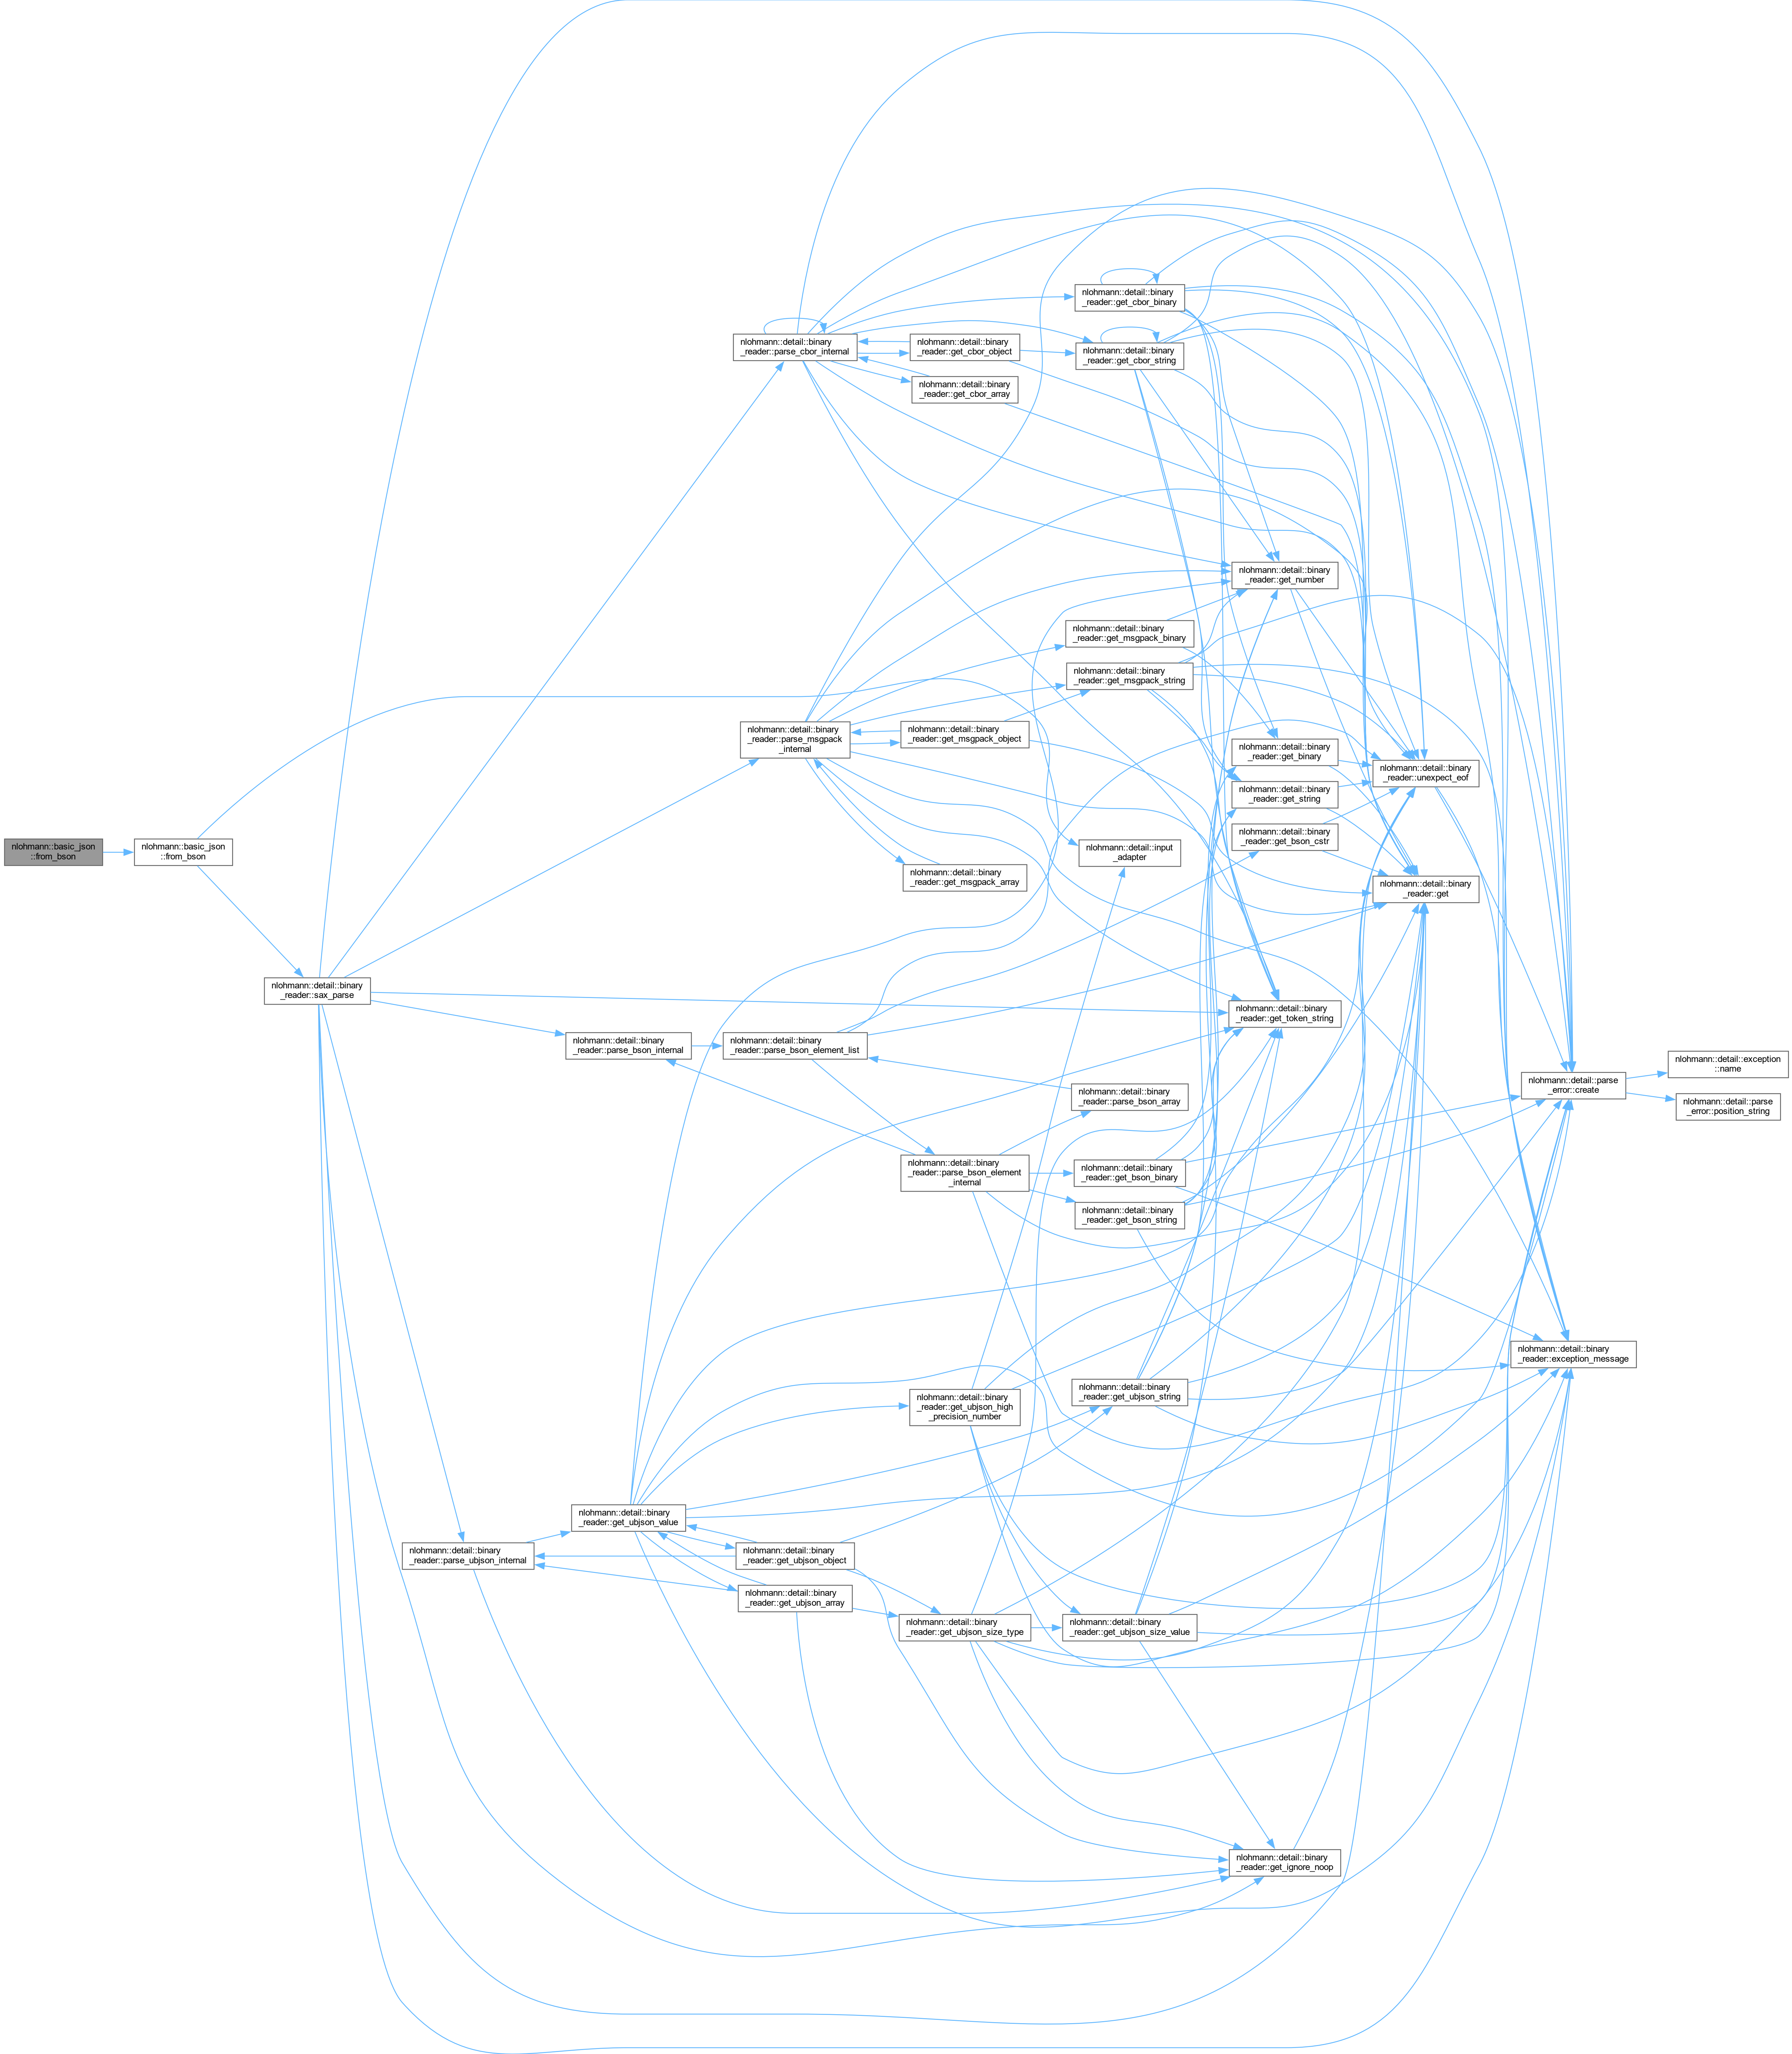 nlohmann::basic_json
::from_bson
nlohmann::basic_json
::from_bson
nlohmann::detail::binary
_reader::sax_parse
nlohmann::detail::binary
_reader::parse_bson_internal
nlohmann::detail::binary
_reader::parse_ubjson_internal
nlohmann::detail::binary
_reader::get_ubjson_value
nlohmann::detail::binary
_reader::parse_cbor_internal
nlohmann::detail::binary
_reader::parse_msgpack
_internal
nlohmann::detail::binary
_reader::parse_bson_element_list
nlohmann::detail::binary
_reader::get_ubjson_object
nlohmann::detail::binary
_reader::get_ubjson_array
nlohmann::detail::binary
_reader::get_cbor_object
nlohmann::detail::binary
_reader::get_cbor_array
nlohmann::detail::binary
_reader::get_msgpack_object
nlohmann::detail::binary
_reader::get_msgpack_array
nlohmann::detail::binary
_reader::parse_bson_element
_internal
nlohmann::detail::binary
_reader::get_ubjson_high
_precision_number
nlohmann::detail::binary
_reader::get_ubjson_size_type
nlohmann::detail::binary
_reader::get_cbor_binary
nlohmann::detail::binary
_reader::get_cbor_string
nlohmann::detail::binary
_reader::get_msgpack_binary
nlohmann::detail::binary
_reader::get_msgpack_string
nlohmann::detail::input
_adapter
nlohmann::detail::binary
_reader::parse_bson_array
nlohmann::detail::binary
_reader::get_bson_binary
nlohmann::detail::binary
_reader::get_bson_string
nlohmann::detail::binary
_reader::get_ubjson_string
nlohmann::detail::binary
_reader::get_ubjson_size_value
nlohmann::detail::binary
_reader::get_number
nlohmann::detail::binary
_reader::get_binary
nlohmann::detail::binary
_reader::get_string
nlohmann::detail::binary
_reader::get_bson_cstr
nlohmann::detail::binary
_reader::get_token_string
nlohmann::detail::binary
_reader::get_ignore_noop
nlohmann::detail::binary
_reader::unexpect_eof
nlohmann::detail::binary
_reader::get
nlohmann::detail::parse
_error::create
nlohmann::detail::binary
_reader::exception_message
nlohmann::detail::exception
::name
nlohmann::detail::parse
_error::position_string